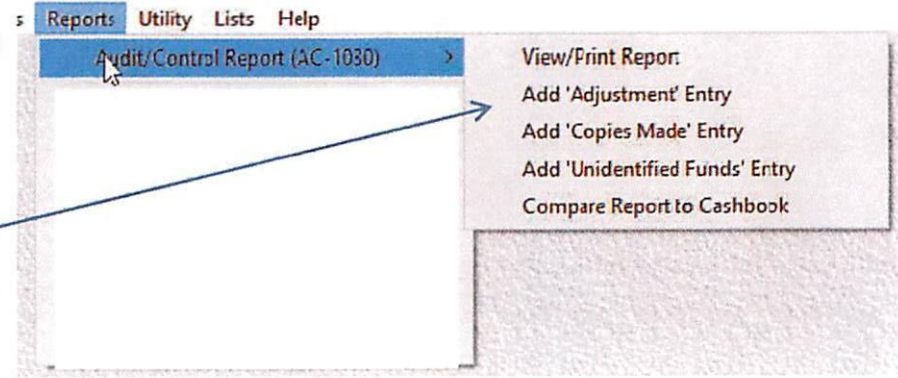 s Reports Utility Lists Help
Audit/Control Report (AC-1030) >
View/Print Report
Add 'Adjustment' Entry
Add 'Copies Made' Entry
Add 'Unidentified Funds' Entry
Compare Report to Cashbook